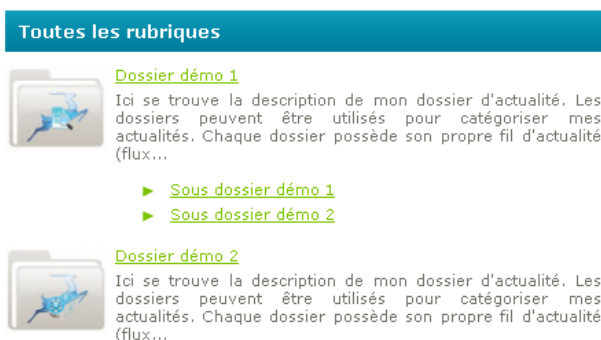 Toutes les rubriques
Dossier démo 1
Ici se trouve la description de mon dossier d'actualité. Les
dossiers peuvent être utilisés pour catégoriser mes
actualités. Chaque dossier possède son propre fil d'actualité
(flux...
► Sous dossier démo 1
► Sous dossier démo 2
Dossier démo 2
Ici se trouve la description de mon dossier d'actualité. Les
dossiers peuvent être utilisés pour catégoriser mes
actualités. Chaque dossier possède son propre fil d'actualité
(flux...